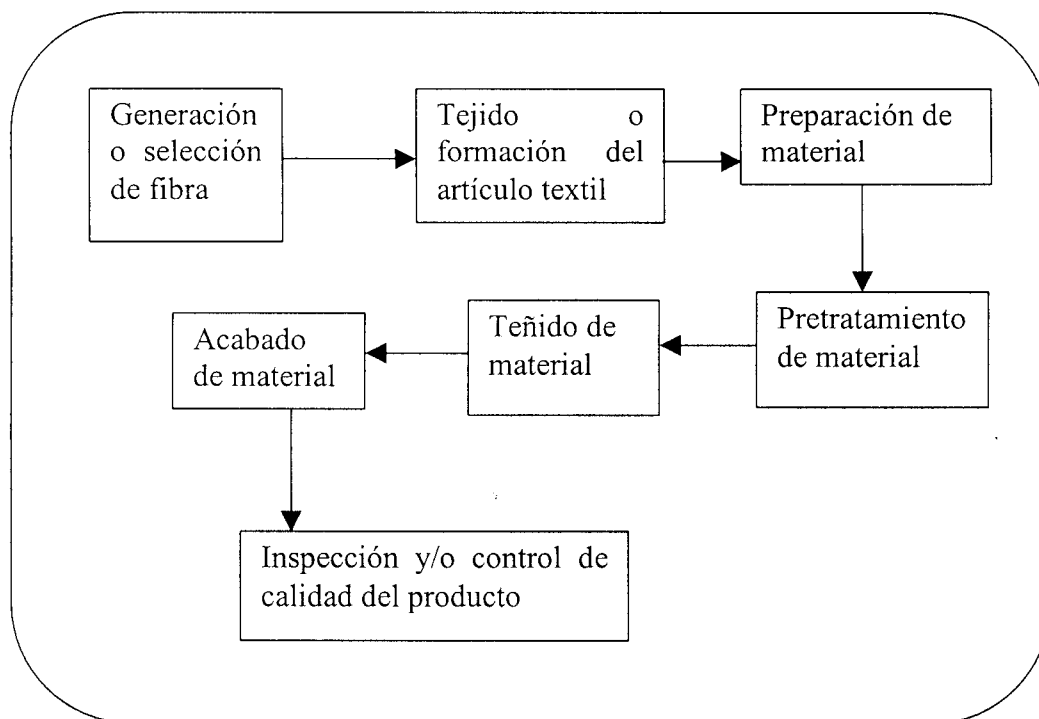 Generación
o selección
de fibra
Tejido o
formación del
artículo textil
Preparación de
material
Pretratamiento
de material
Teñido de
material
Acabado
de material
Inspección y/o control de
calidad del producto